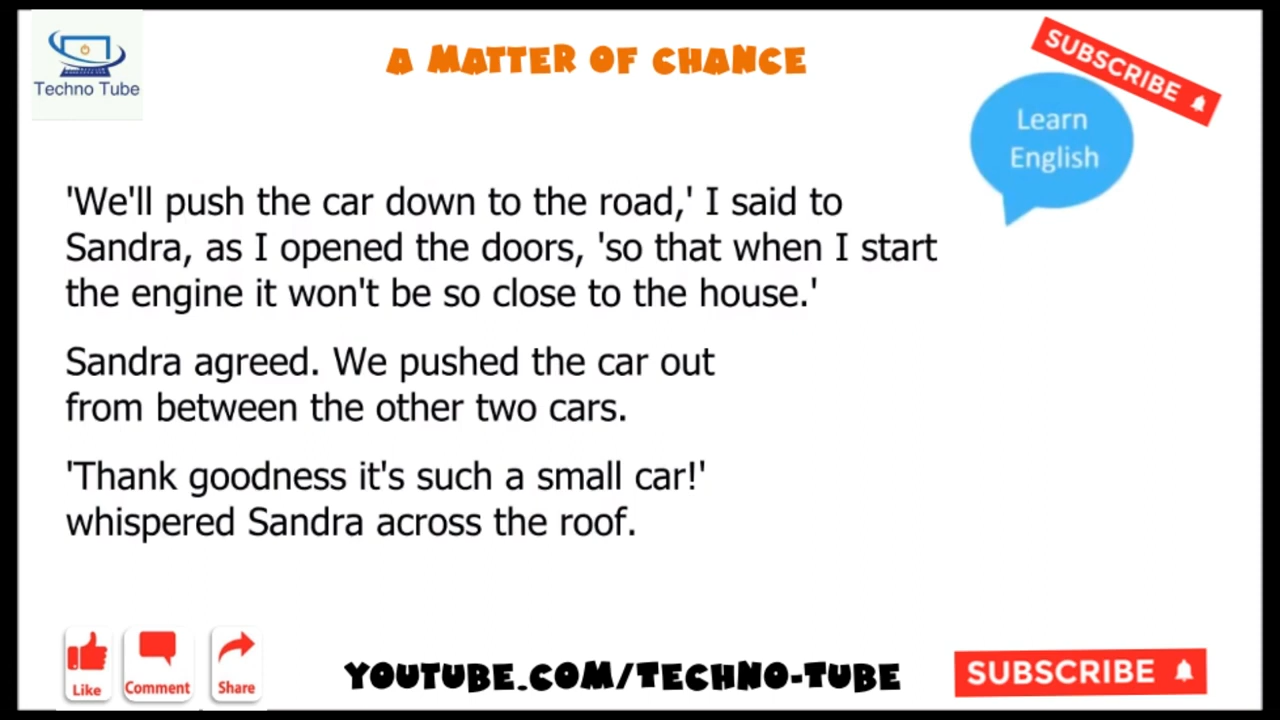 Techno Tube
A MATTER OF CHANCE
SUBSCRIBE
Learn
English
'We'll push the car down to the road,' I said to
Sandra, as I opened the doors, 'so that when I start
the engine it won't be so close to the house.'
Sandra agreed. We pushed the car out
from between the other two cars.
'Thank goodness it's such a small car!'
whispered Sandra across the roof.
Like
Comment
Share
YOUTUBE.COM/TECHNO-TUBE
SUBSCRIBE